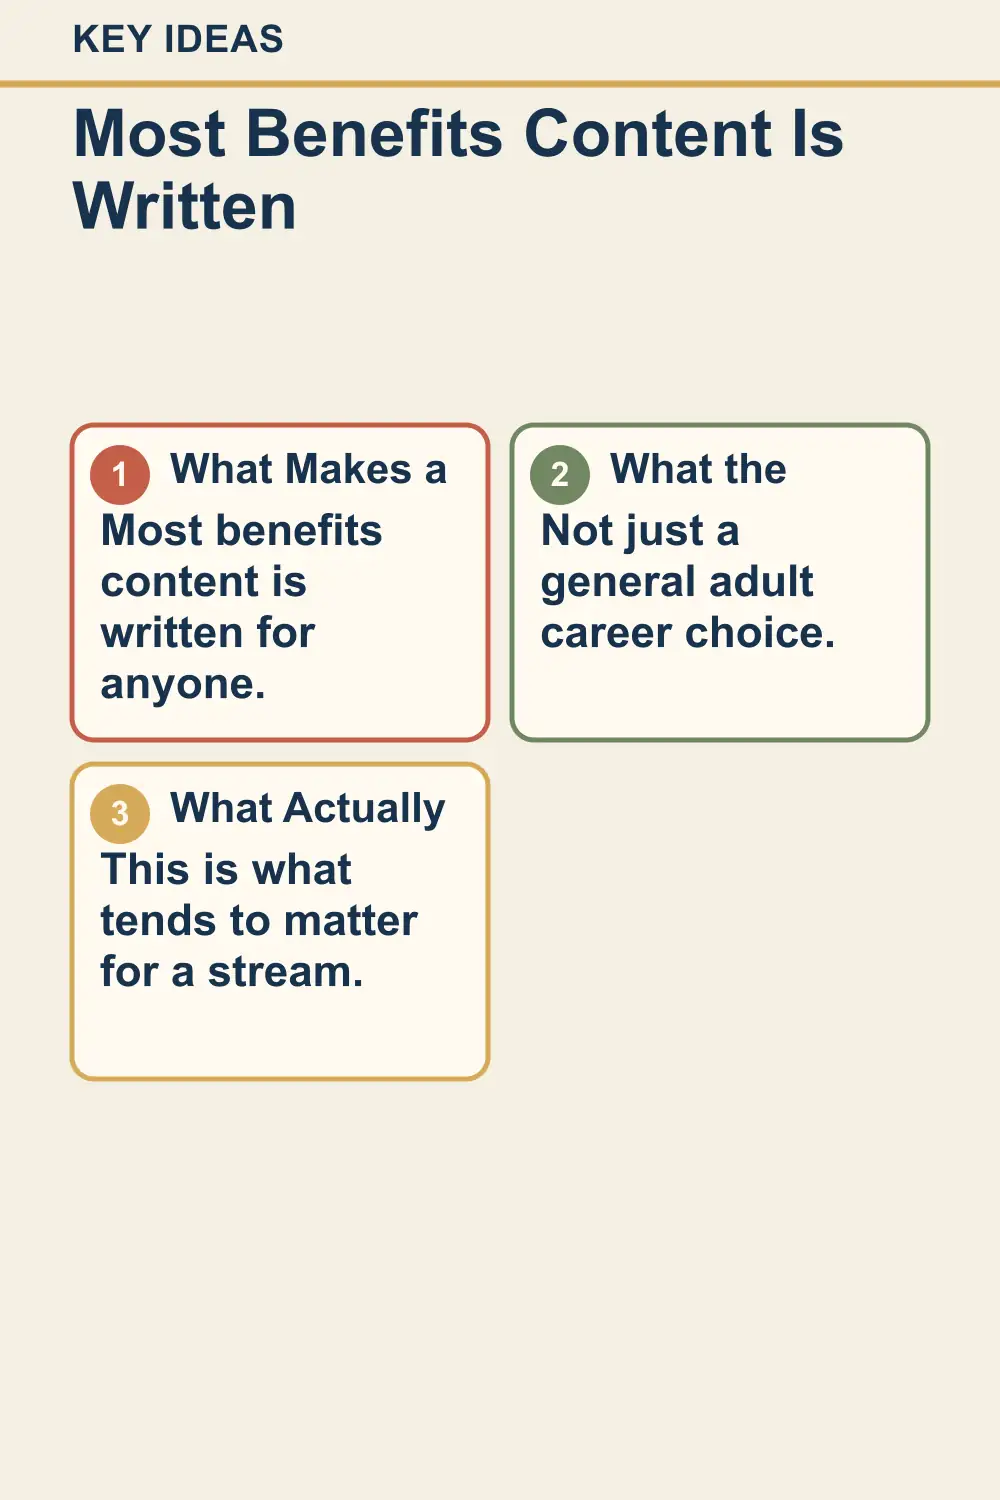 KEY IDEAS
Most Benefits Content Is
Written
1 What Makes a
Most benefits
content is
written for
anyone.
2 What the
Not just a
general adult
career choice.
3 What Actually
This is what
tends to matter
for a stream.